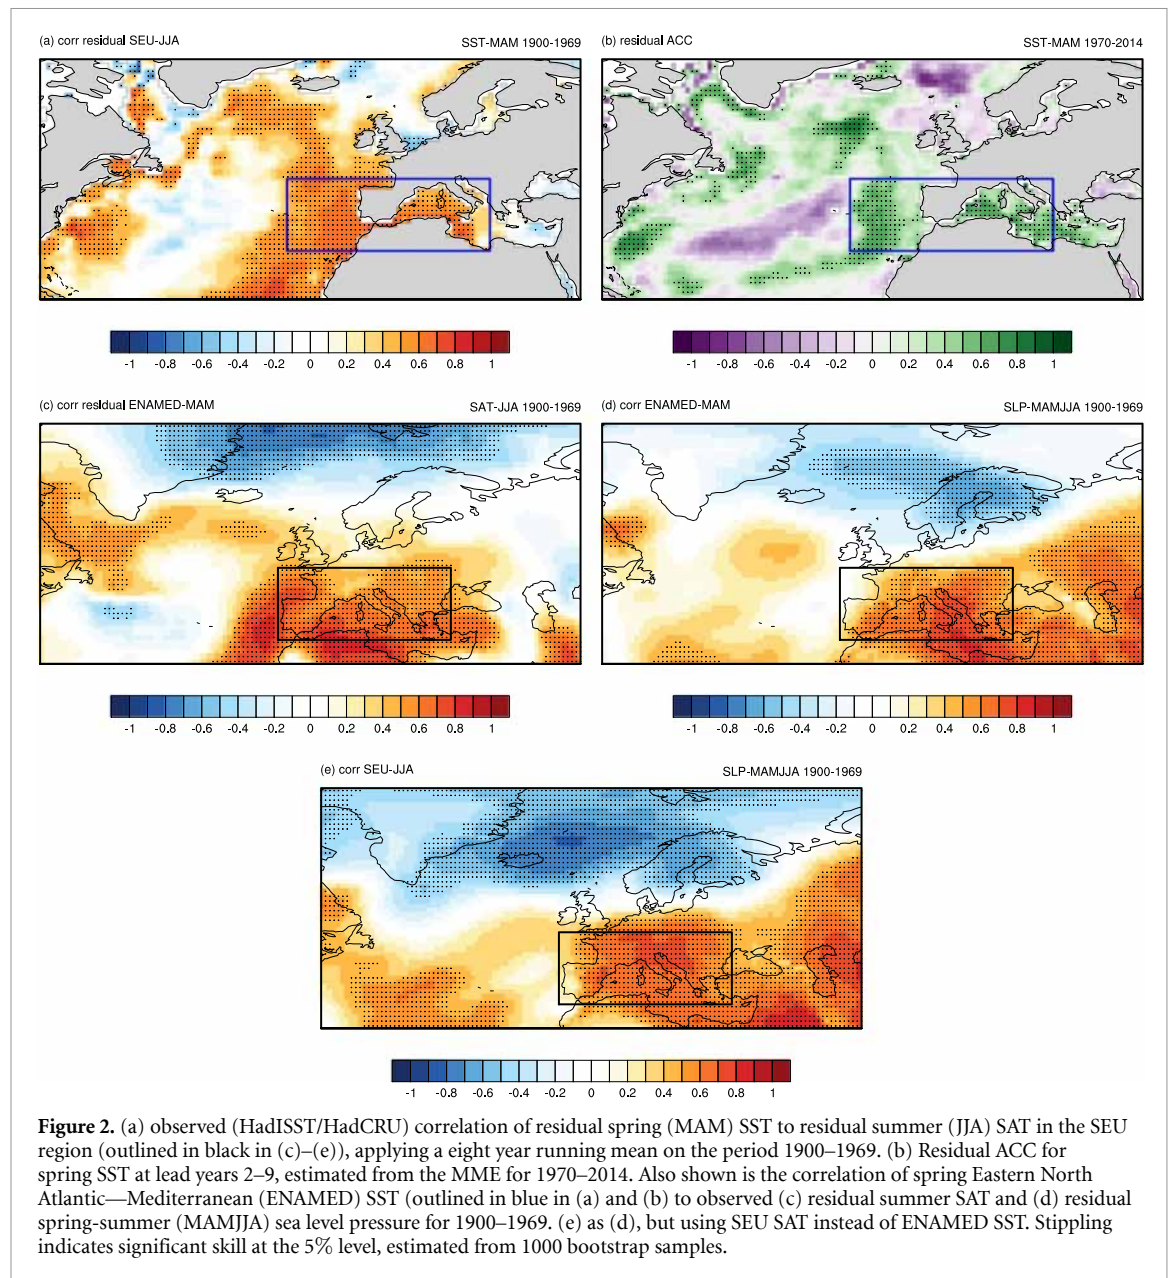 (a) corr residual SEU-JJA SST-MAM 1900-1969
(b) residual ACC SST-MAM 1970-2014
-1 -0.8 -0.6 -0.4 -0.2 0 0.2 0.4 0.6 0.8 1
-1 -0.8 -0.6 -0.4 -0.2 0 0.2 0.4 0.6 0.8 1
(c) corr residual ENAMED-MAM SAT-JJA 1900-1969
(d) corr ENAMED-MAM SLP-MAMJJA 1900-1969
-1 -0.8 -0.6 -0.4 -0.2 0 0.2 0.4 0.6 0.8 1
-1 -0.8 -0.6 -0.4 -0.2 0 0.2 0.4 0.6 0.8 1
(e) corr SEU-JJA SLP-MAMJJA 1900-1969
-1 -0.8 -0.6 -0.4 -0.2 0 0.2 0.4 0.6 0.8 1
Figure 2. (a) observed (HadISST/HadCRU) correlation of residual spring (MAM) SST to residual summer (JJA) SAT in the SEU
region (outlined in black in (c)–(e)), applying a eight year running mean on the period 1900–1969. (b) Residual ACC for
spring SST at lead years 2–9, estimated from the MME for 1970–2014. Also shown is the correlation of spring Eastern North
Atlantic—Mediterranean (ENAMED) SST (outlined in blue in (a) and (b) to observed (c) residual summer SAT and (d) residual
spring-summer (MAMJJA) sea level pressure for 1900–1969. (e) as (d), but using SEU SAT instead of ENAMED SST. Stippling
indicates significant skill at the 5% level, estimated from 1000 bootstrap samples.